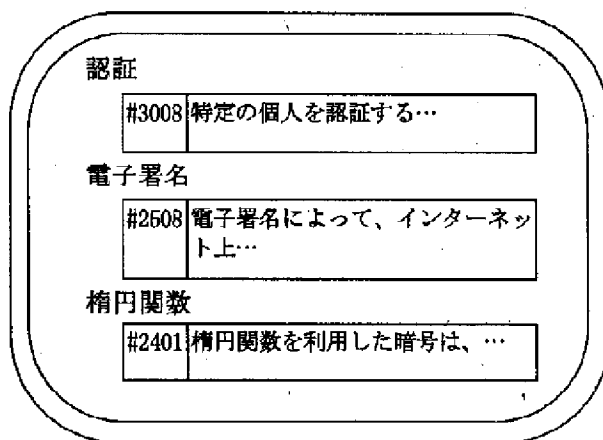 認証
#3008 特定の個人を認証する…
電子署名
#2508 電子署名によって、インターネッ
ト上…
楕円関数
#2401 楕円関数を利用した暗号は、…